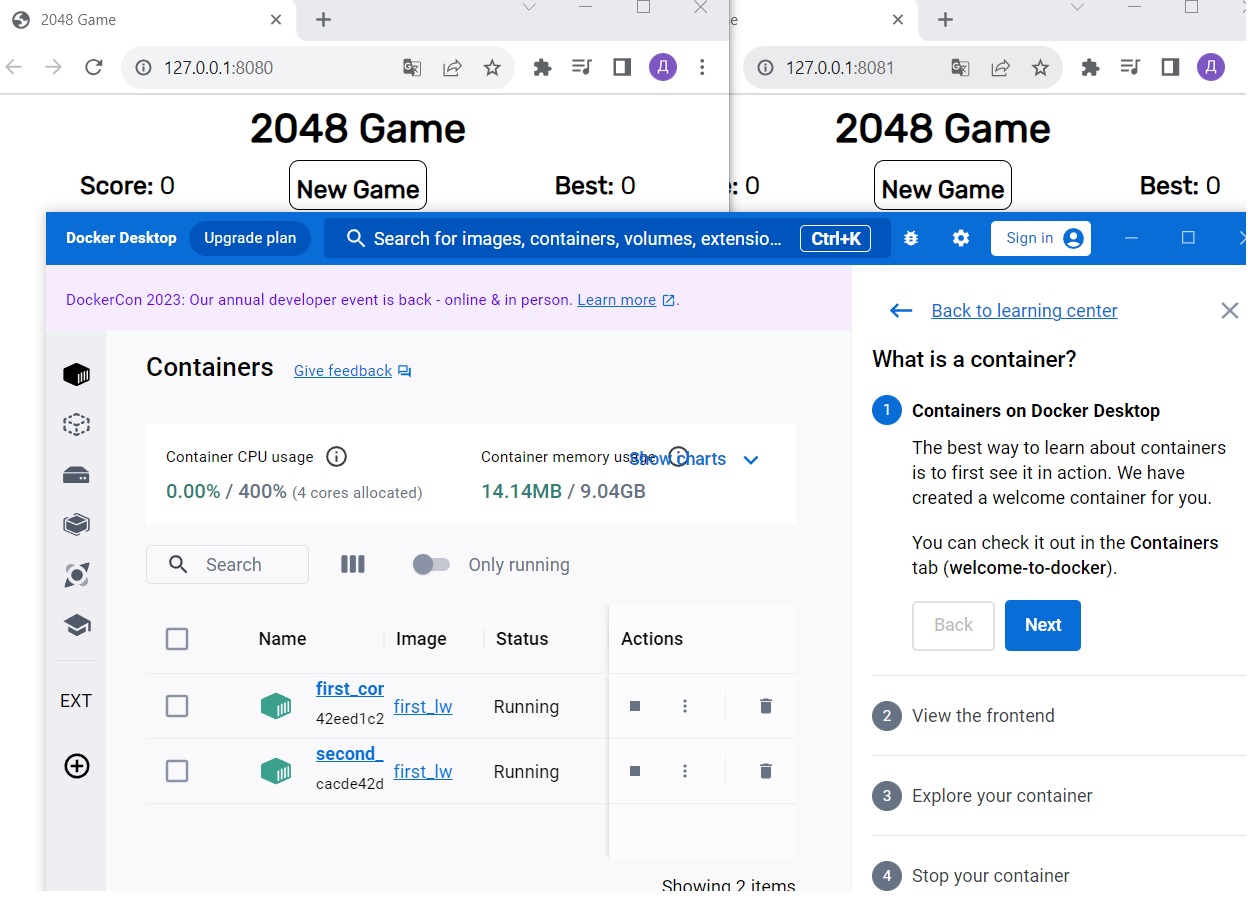 2048 Game
e
127.0.0.1:8080
Д
127.0.0.1:8081
Д
2048 Game
2048 Game
Score: 0
New Game
Best: 0
: 0
New Game
Best: 0
Docker Desktop
Upgrade plan
Search for images, containers, volumes, extensio...
Ctrl+K
Sign in
DockerCon 2023: Our annual developer event is back - online & in person. Learn more .
Back to learning center
Containers
Give feedback
What is a container?
1 Containers on Docker Desktop
The best way to learn about containers
is to first see it in action. We have
created a welcome container for you.
You can check it out in the Containers
tab (welcome-to-docker).
Back
Next
2 View the frontend
3 Explore your container
4 Stop your container
Container CPU usage
0.00% / 400% (4 cores allocated)
Container memory usage
Show charts
14.14MB / 9.04GB
Search
Only running
Name
Image
Status
Actions
first_cor
42eed1c2
first_lw
Running
second_
cacde42d
first_lw
Running
EXT
Showing 2 items